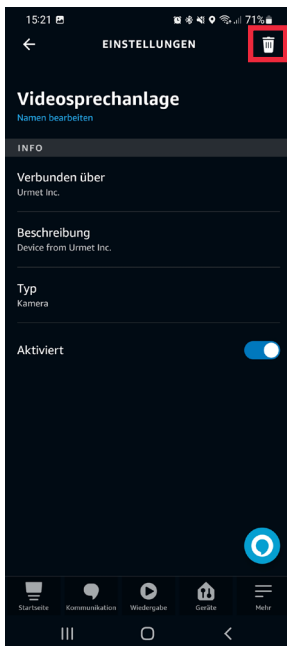 15:21 71%
EINSTELLUNGEN
Videosprechanlage
Namen bearbeiten
INFO
Verbunden über
Urmet Inc.
Beschreibung
Device from Urmet Inc.
Typ
Kamera
Aktiviert
Startseite Kommunikation Wiedergabe Geräte Mehr